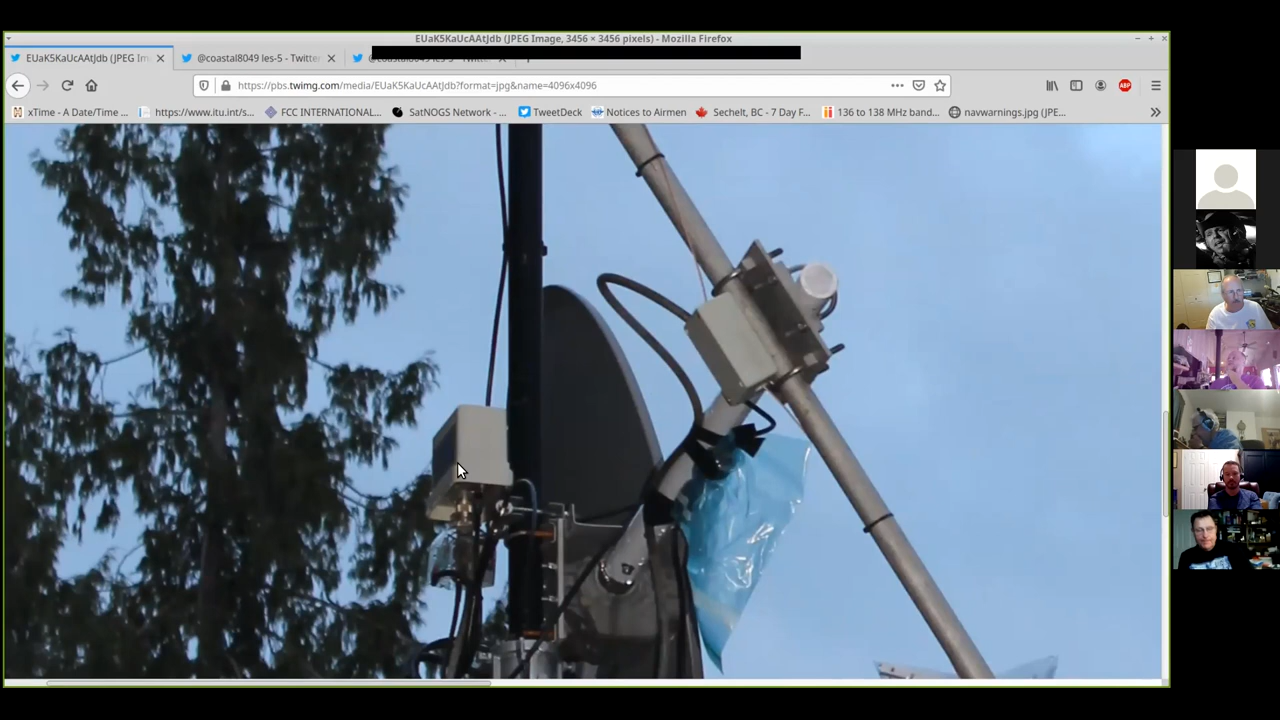 EUaK5KaUcAAtJdb (JPEG Image, 3456 × 3456 pixels) - Mozilla Firefox
EUaK5KaUcAAtJdb (JPEG Im
@coastal8049 les-5 - Twitte
https://pbs.twimg.com/media/EUaK5KaUcAAtJdb?format=jpg&name=4096x4096
ABP
xTime - A Date/Time ...
https://www.itu.int/s...
FCC INTERNATIONAL...
SatNOGS Network - ...
TweetDeck
Notices to Airmen
Sechelt, BC - 7 Day F...
136 to 138 MHz band...
navwarnings.jpg (JPE...